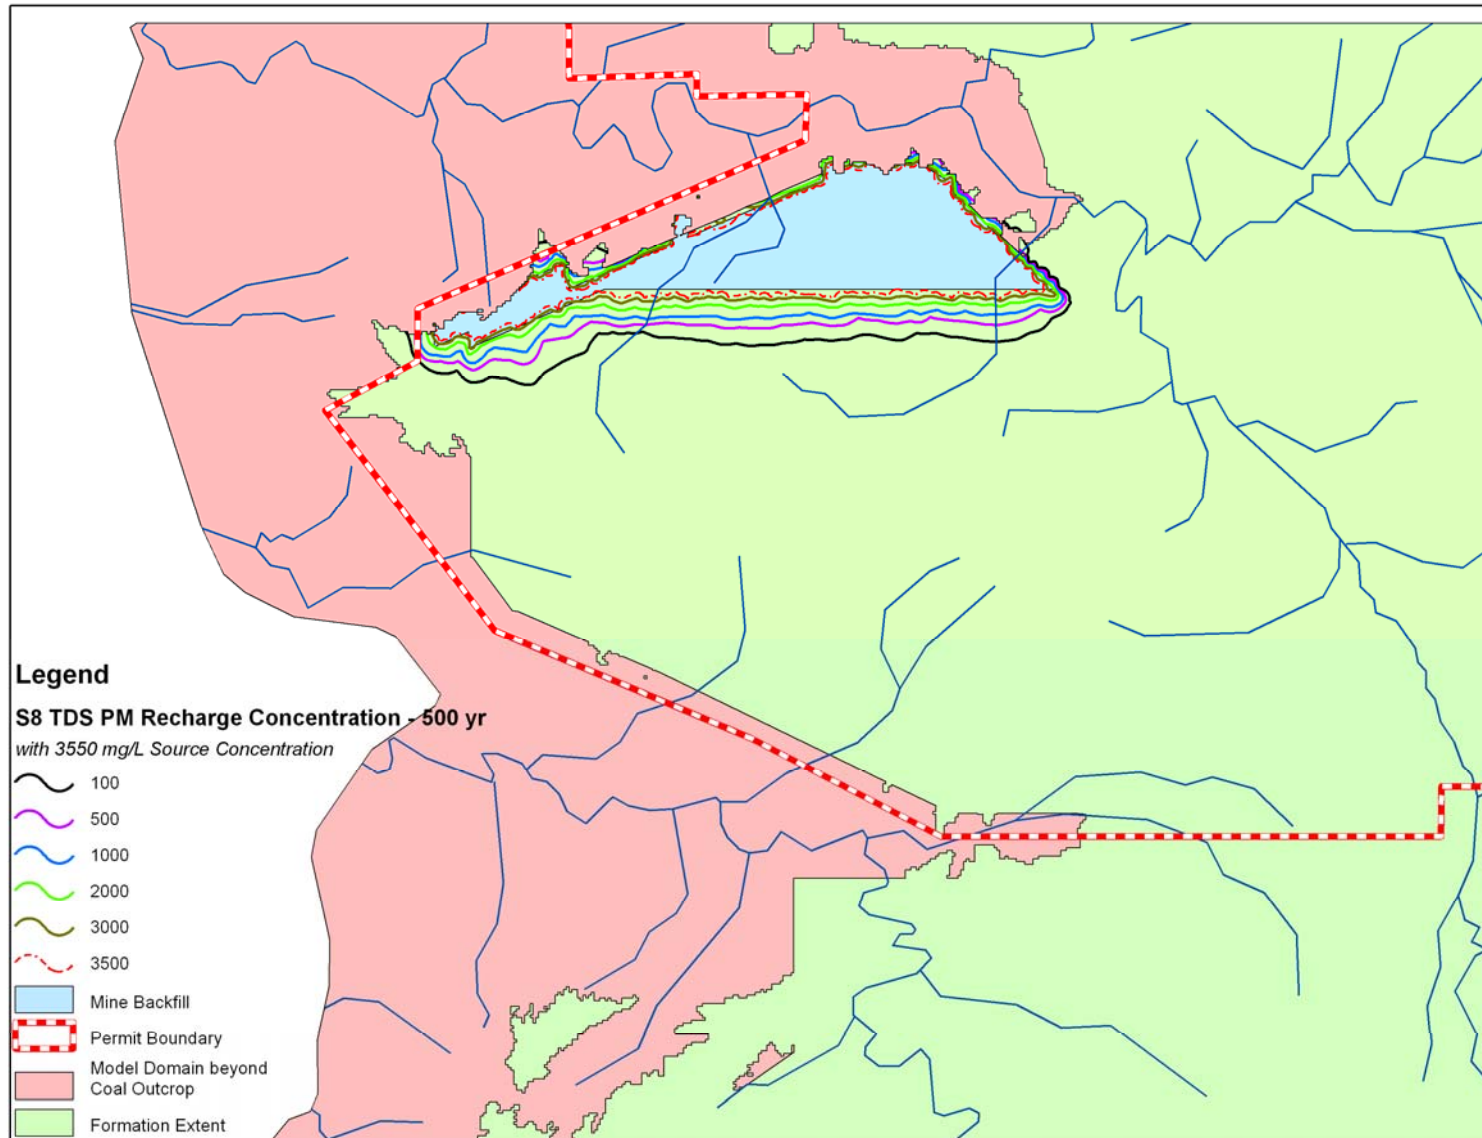 Legend
S8 TDS PM Recharge Concentration - 500 yr
with 3550 mg/L Source Concentration
100
500
1000
2000
3000
3500
Mine Backfill
Permit Boundary
Model Domain beyond
Coal Outcrop
Formation Extent